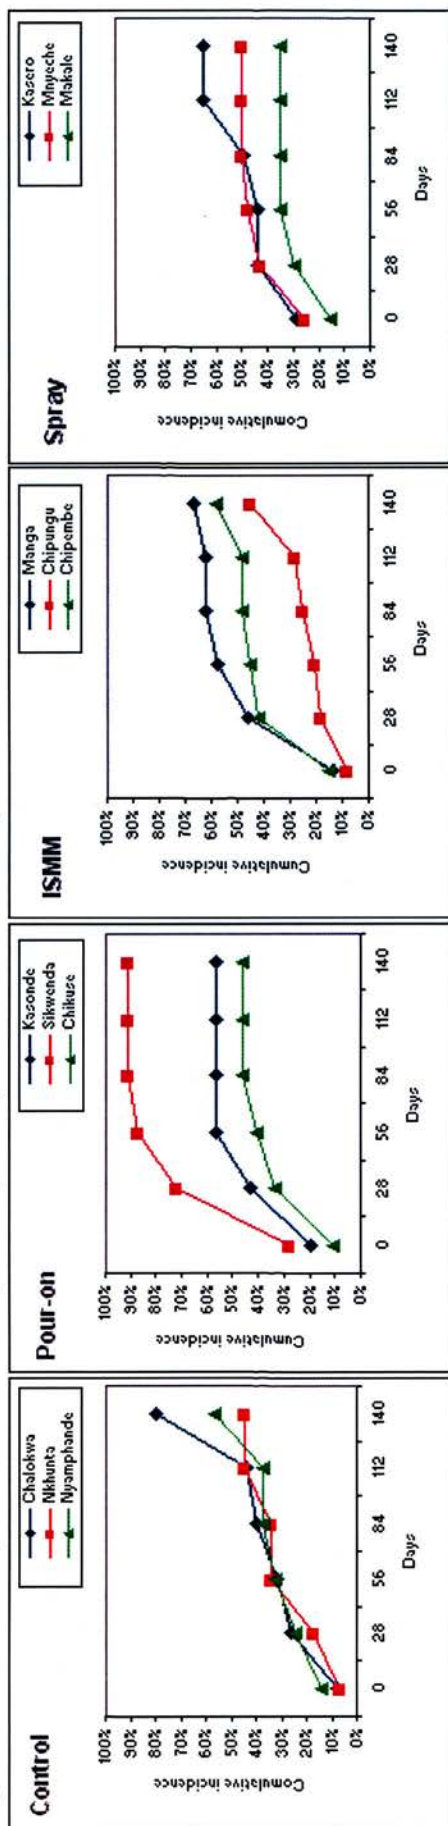 Control
Chalokwa
Nkhunta
Nyamphande
Comulative incidence
100%
90%
80%
70%
60%
50%
40%
30%
20%
10%
0%
0 28 56 84 112 140
Days
Pour-on
Kasonde
Sikwenda
Chikuse
Cumulative incidence
100%
90%
80%
70%
60%
50%
40%
30%
20%
10%
0%
0 28 56 84 112 140
Days
ISMM
Manga
Chipungu
Chipembe
Cumulative incidence
100%
90%
80%
70%
60%
50%
40%
30%
20%
10%
0%
0 28 56 84 112 140
Days
Spray
Kasero
Mnyeche
Makale
Comulative incidence
100%
90%
80%
70%
60%
50%
40%
30%
20%
10%
0%
0 28 56 84 112 140
Days